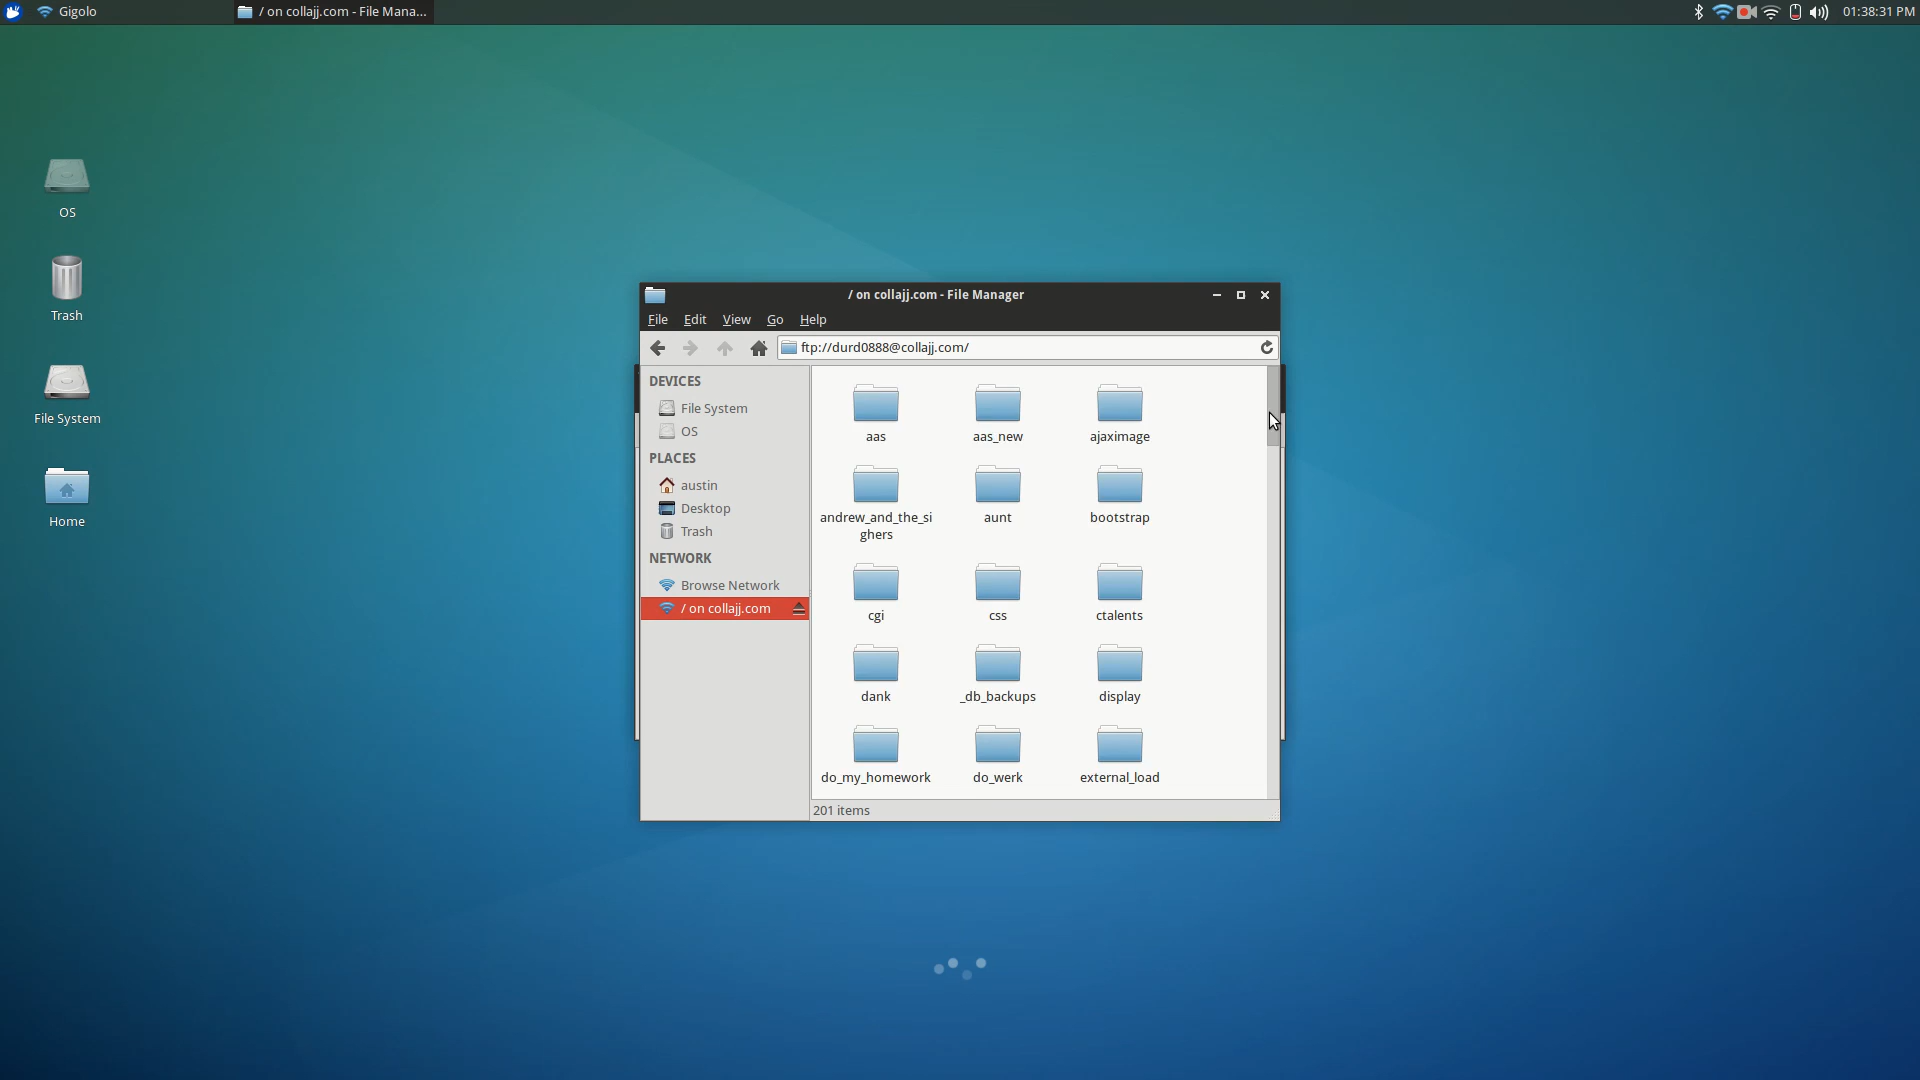 Gigolo
/ on collajj.com - File Mana...
01:38:31 PM
OS
Trash
File System
Home
/ on collajj.com - File Manager
File Edit View Go Help
ftp://durd0888@collajj.com/
DEVICES
File System
OS
PLACES
austin
Desktop
Trash
NETWORK
Browse Network
/ on collajj.com
aas aas_new ajaximage
andrew_and_the_si aunt bootstrap
ghers
cgi css ctalents
dank _db_backups display
do_my_homework do_werk external_load
201 items